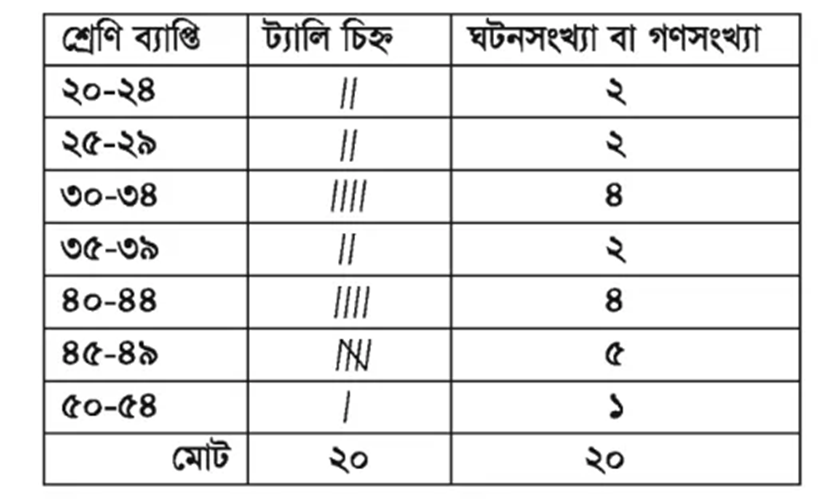 শ্রেণি ব্যাপ্তি ট্যালি চিহ্ন ঘটনসংখ্যা বা গণসংখ্যা
২০-২৪ // ২
২৫-২৯ // ২
৩০-৩৪ //// ৪
৩৫-৩৯ // ২
৪০-৪৪ //// ৪
৪৫-৪৯ //// ৫
৫০-৫৪ / ১
মোট ২০ ২০